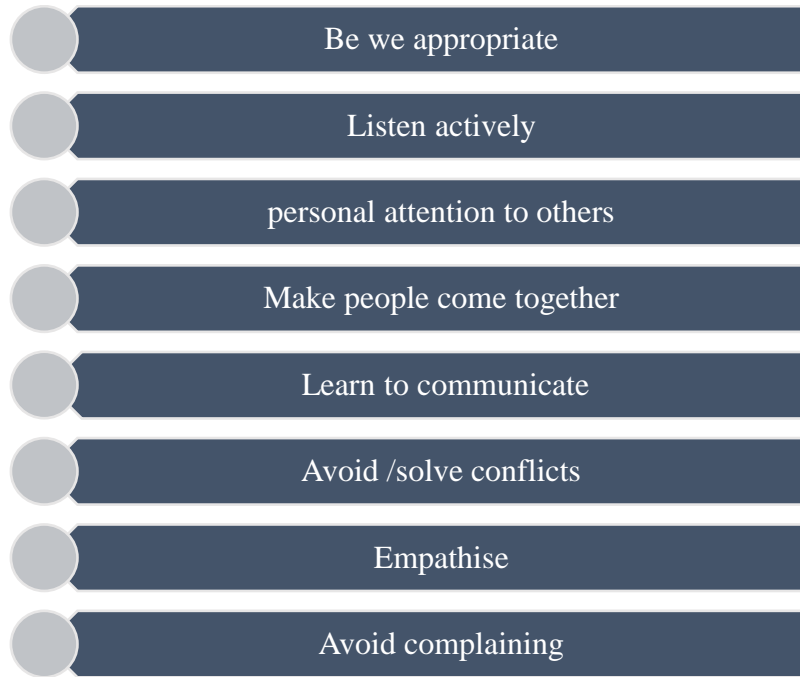 Be we appropriate
Listen actively
personal attention to others
Make people come together
Learn to communicate
Avoid /solve conflicts
Empathise
Avoid complaining